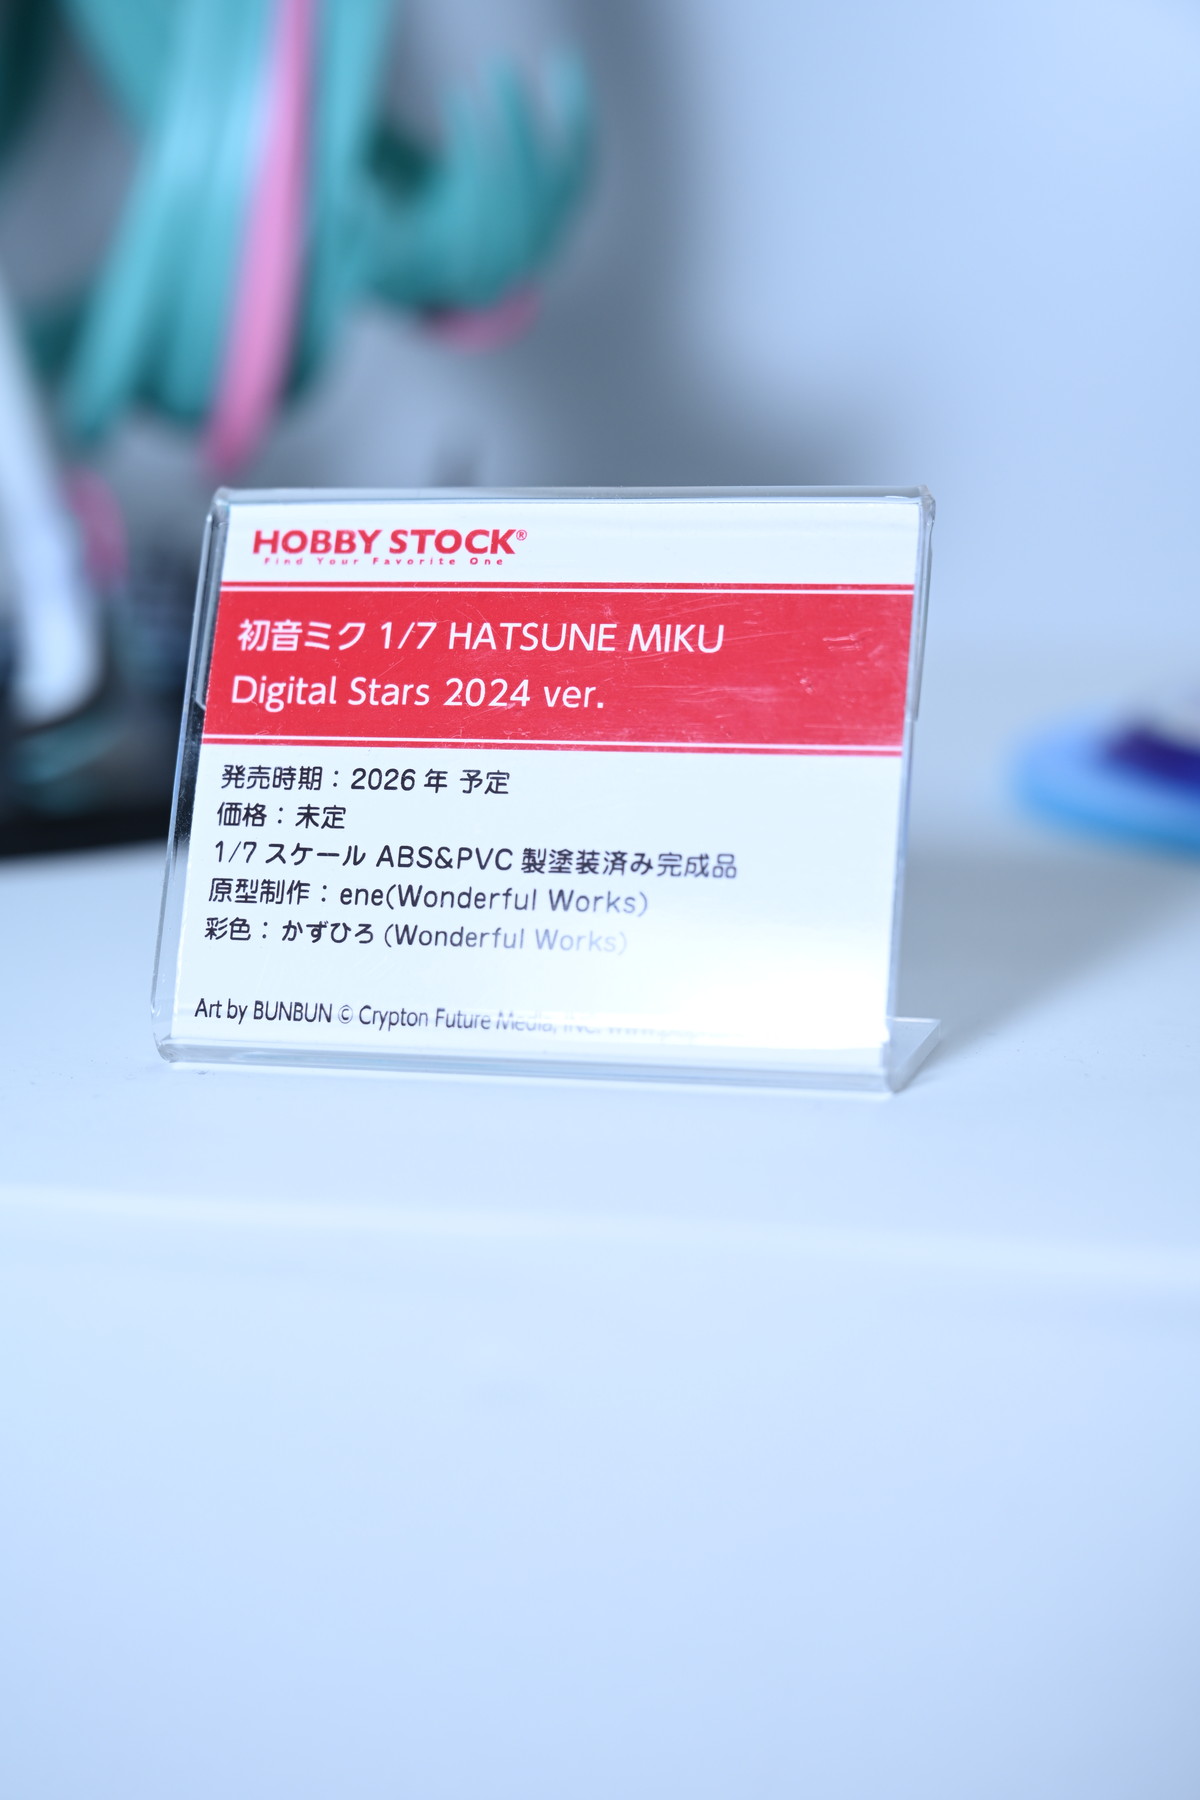 HOBBY STOCK®
Find Your Favorite One
初音ミク 1/7 HATSUNE MIKU
Digital Stars 2024 ver.
発売時期：2026 年 予定
価格：未定
1/7 スケール ABS&PVC 製塗装済み完成品
原型制作：ene(Wonderful Works)
彩色：かずひろ (Wonderful Works)
Art by BUNBUN © Crypton Future Media, INC.